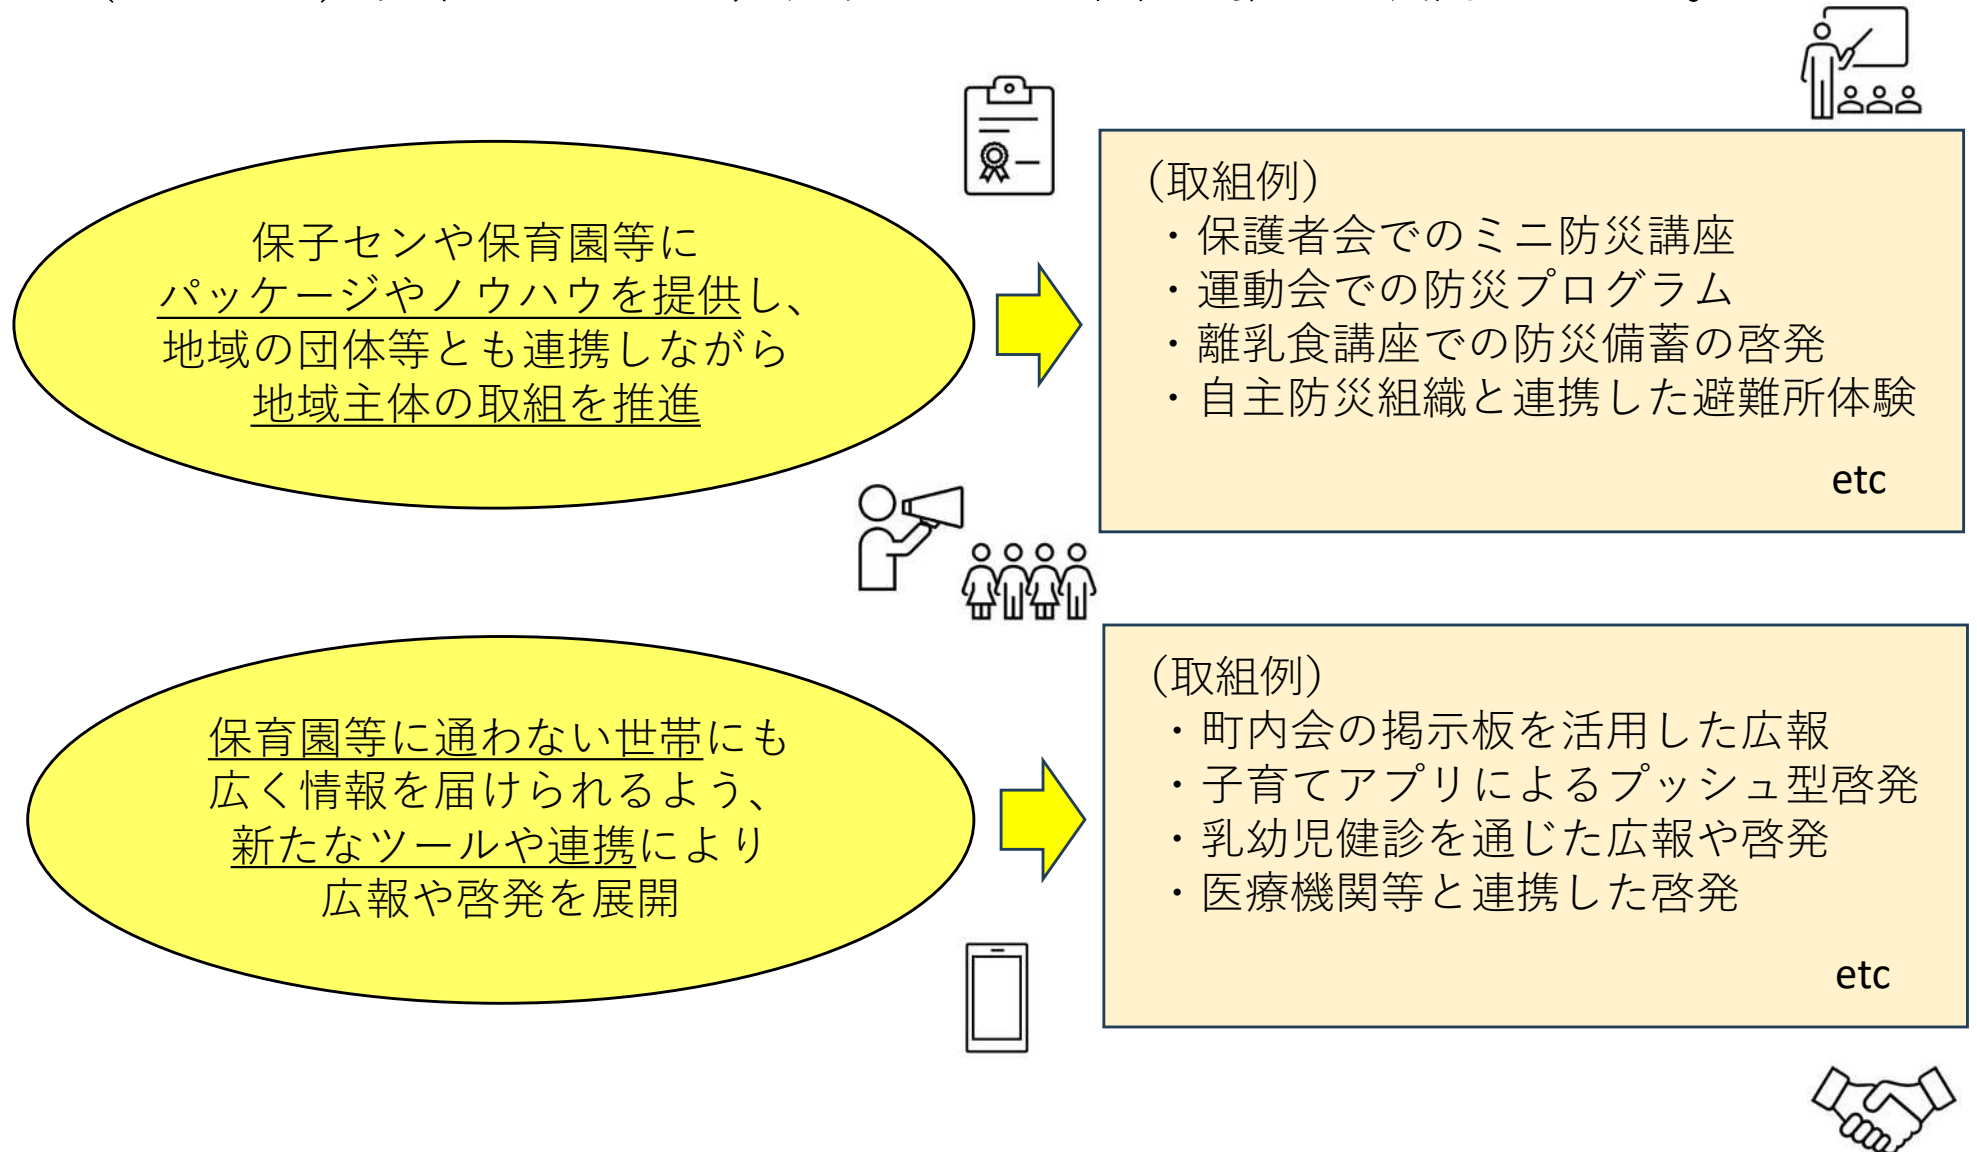 保子センや保育園等に
パッケージやノウハウを提供し、
地域の団体等とも連携しながら
地域主体の取組を推進
（取組例）
・保護者会でのミニ防災講座
・運動会での防災プログラム
・離乳食講座での防災備蓄の啓発
・自主防災組織と連携した避難所体験
etc
保育園等に通わない世帯にも
広く情報を届けられるよう、
新たなツールや連携により
広報や啓発を展開
（取組例）
・町内会の掲示板を活用した広報
・子育てアプリによるプッシュ型啓発
・乳幼児健診を通じた広報や啓発
・医療機関等と連携した啓発
etc